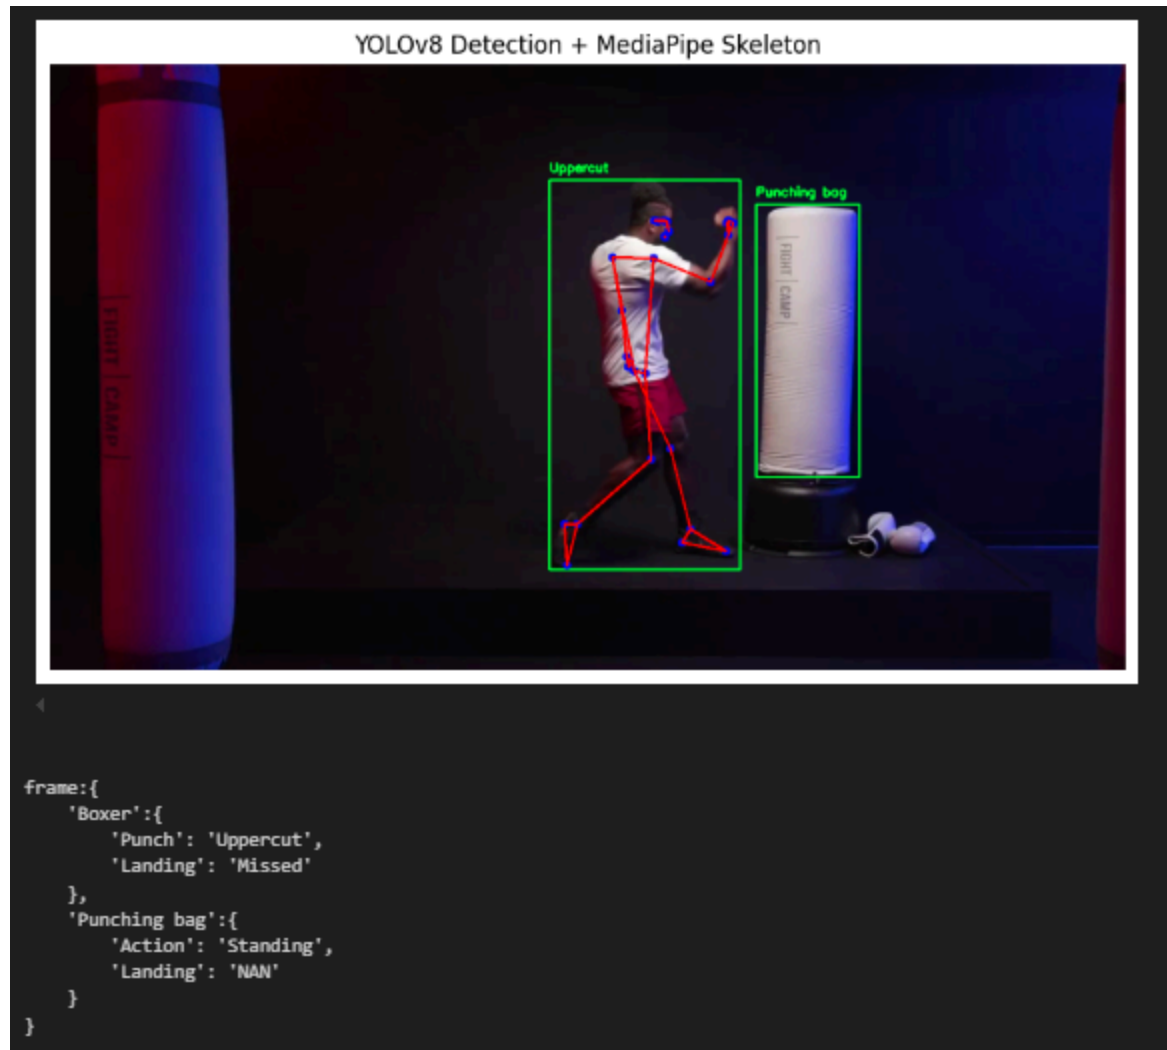 YOLOv8 Detection + MediaPipe Skeleton
Uppercut
Punching bag
FIGHT CAMP
FIGHT CAMP
frame:{
    'Boxer':{
        'Punch': 'Uppercut',
        'Landing': 'Missed'
    },
    'Punching bag':{
        'Action': 'Standing',
        'Landing': 'NAN'
    }
}